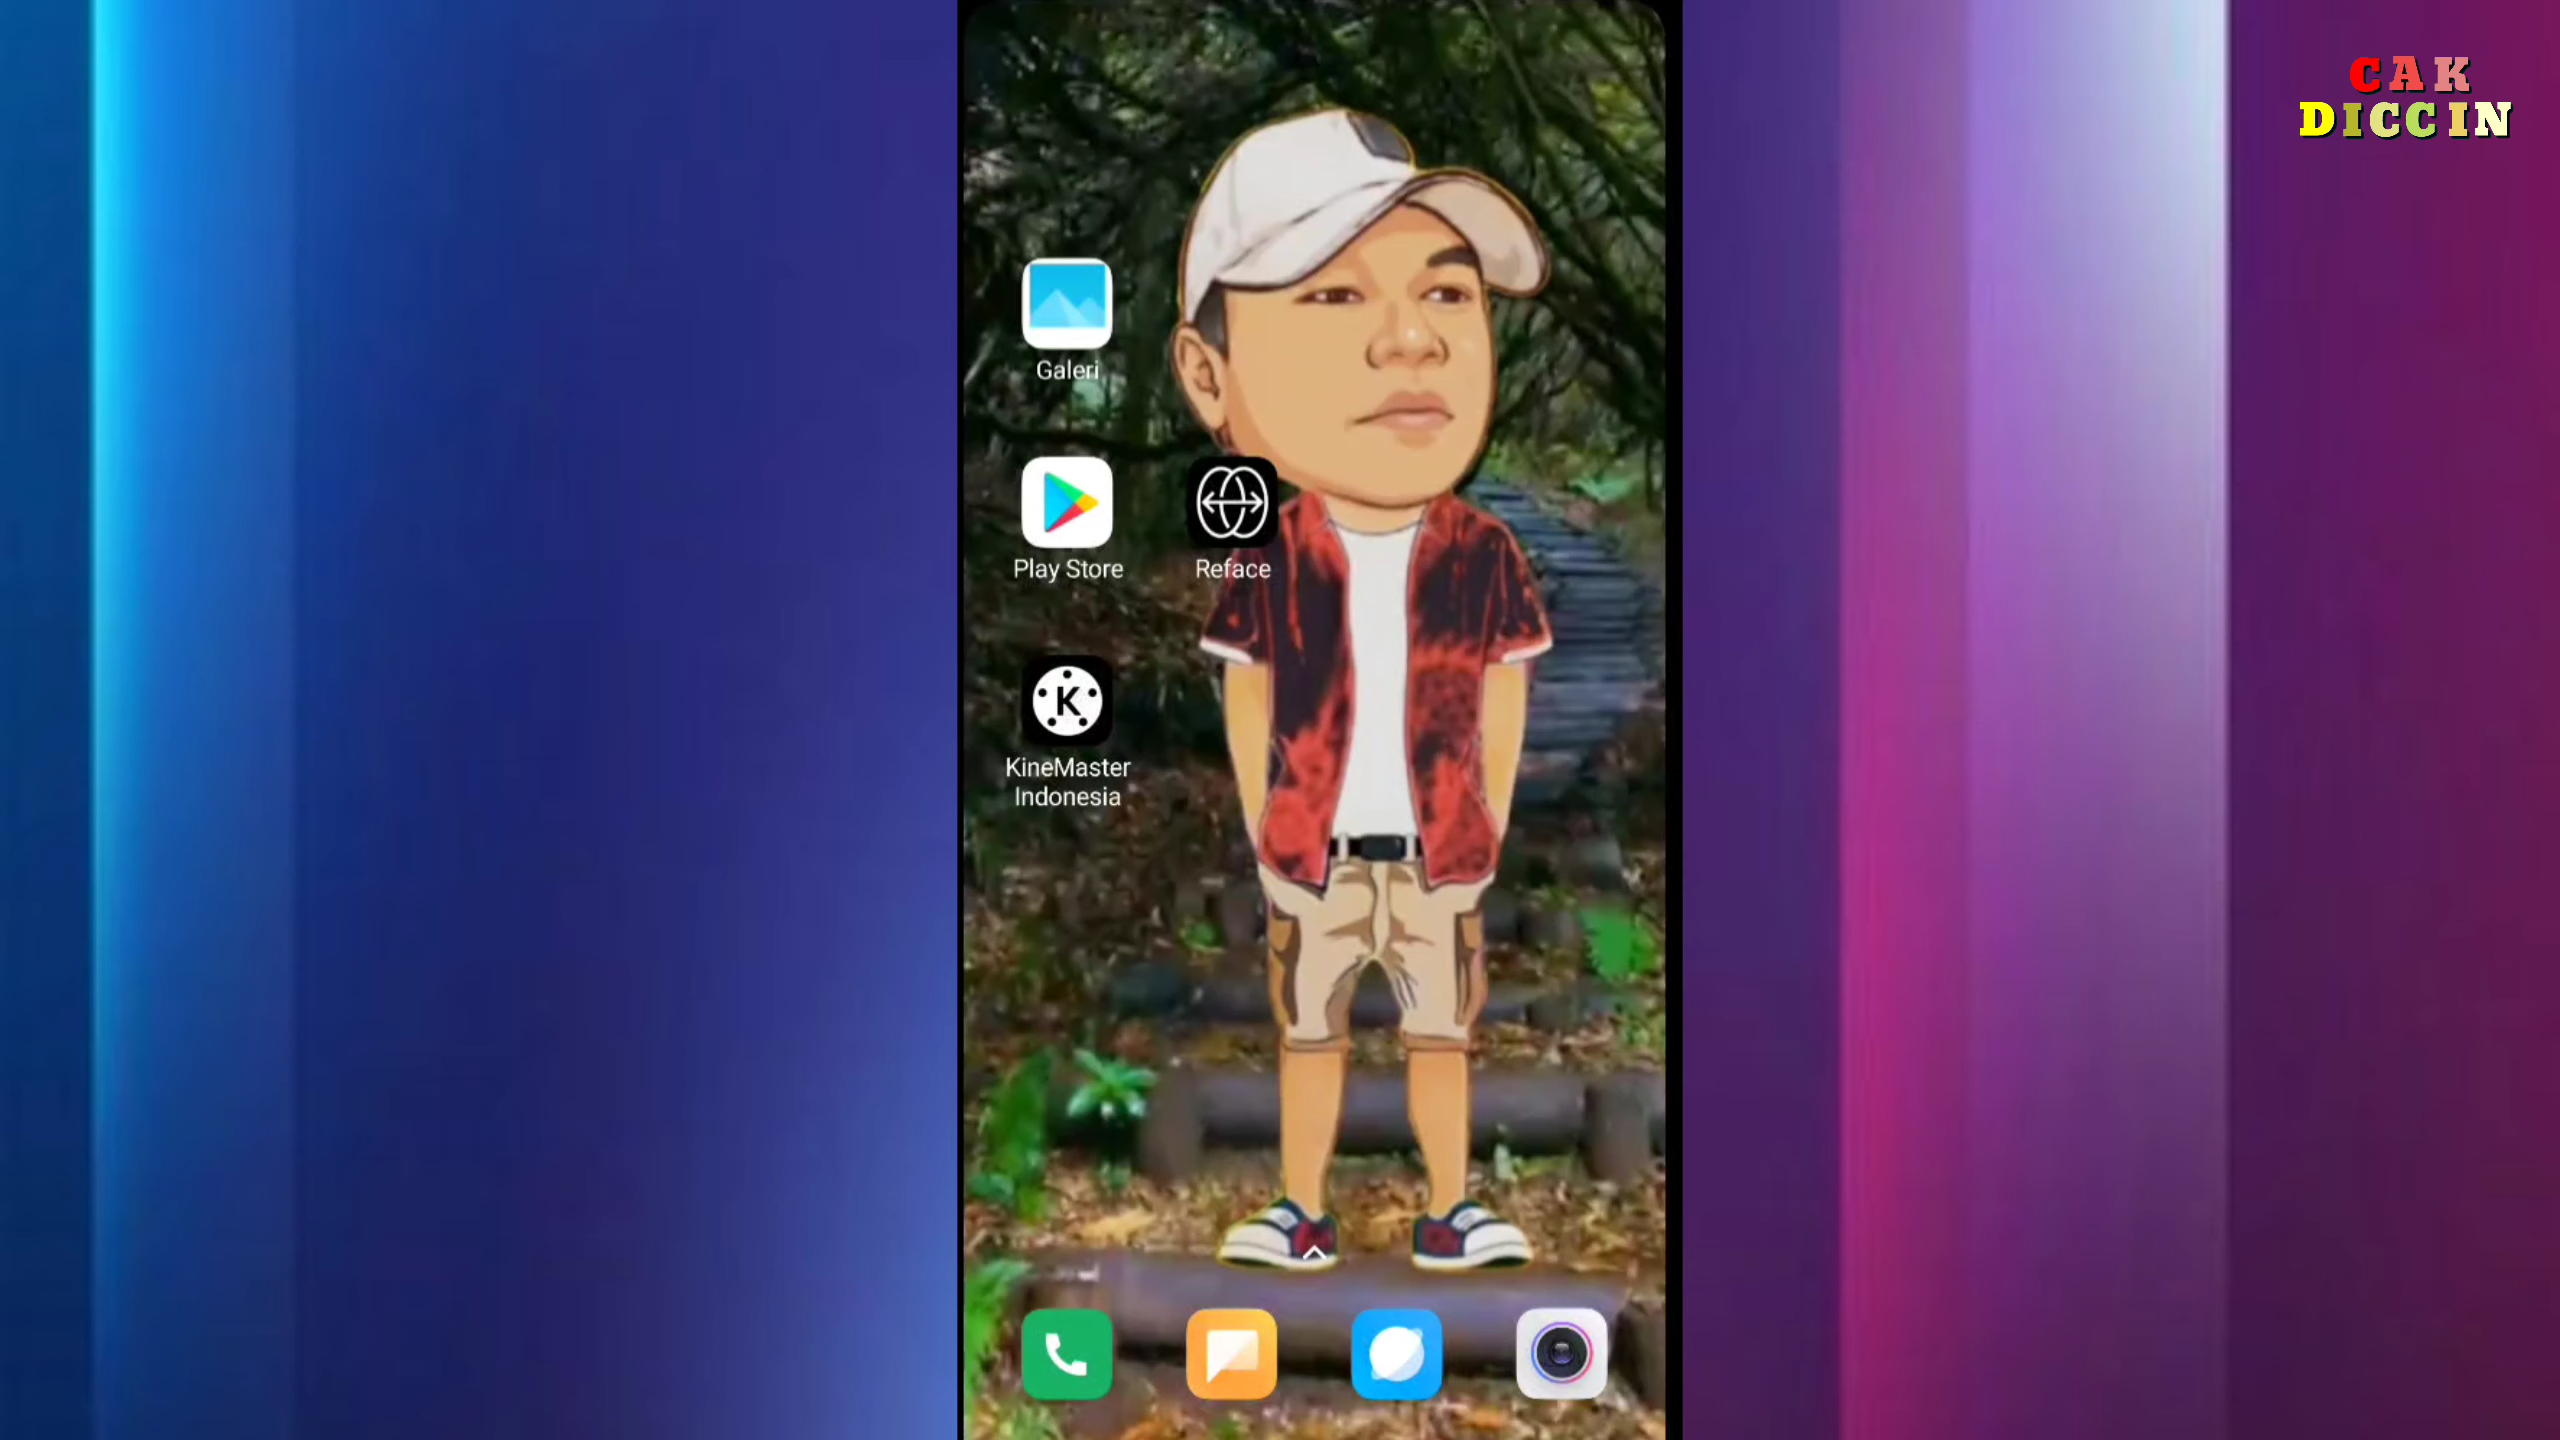 CAK
DICCIN
Galeri
Play Store
Reface
K
KineMaster
Indonesia